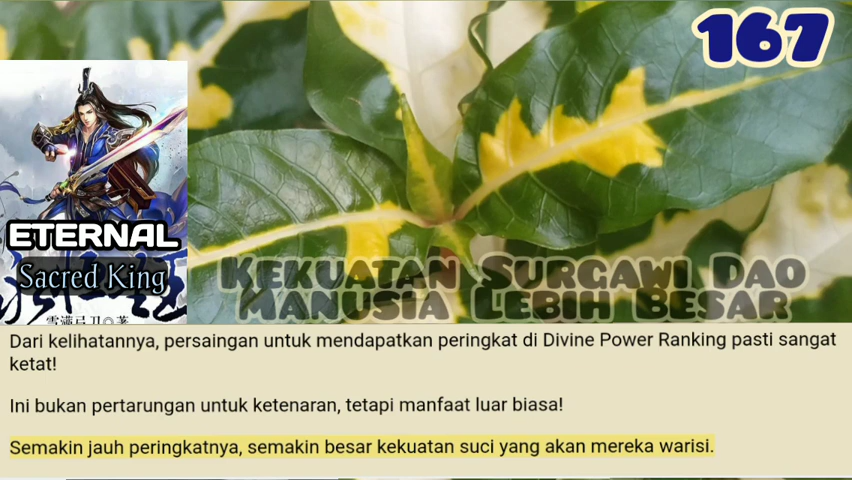 167
ETERNAL
Sacred King
KEKUATAN SURGAWI DAO
MANUSIA LEBIH BESAR
Dari kelihatannya, persaingan untuk mendapatkan peringkat di Divine Power Ranking pasti sangat
ketat!
Ini bukan pertarungan untuk ketenaran, tetapi manfaat luar biasa!
Semakin jauh peringkatnya, semakin besar kekuatan suci yang akan mereka warisi.